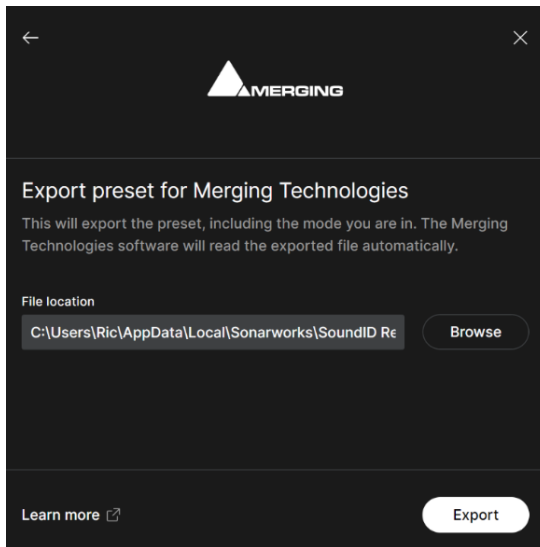 MERGING
Export preset for Merging Technologies
This will export the preset, including the mode you are in. The Merging
Technologies software will read the exported file automatically.
File location
C:\Users\Ric\AppData\Local\Sonarworks\SoundID Re
Browse
Learn more
Export